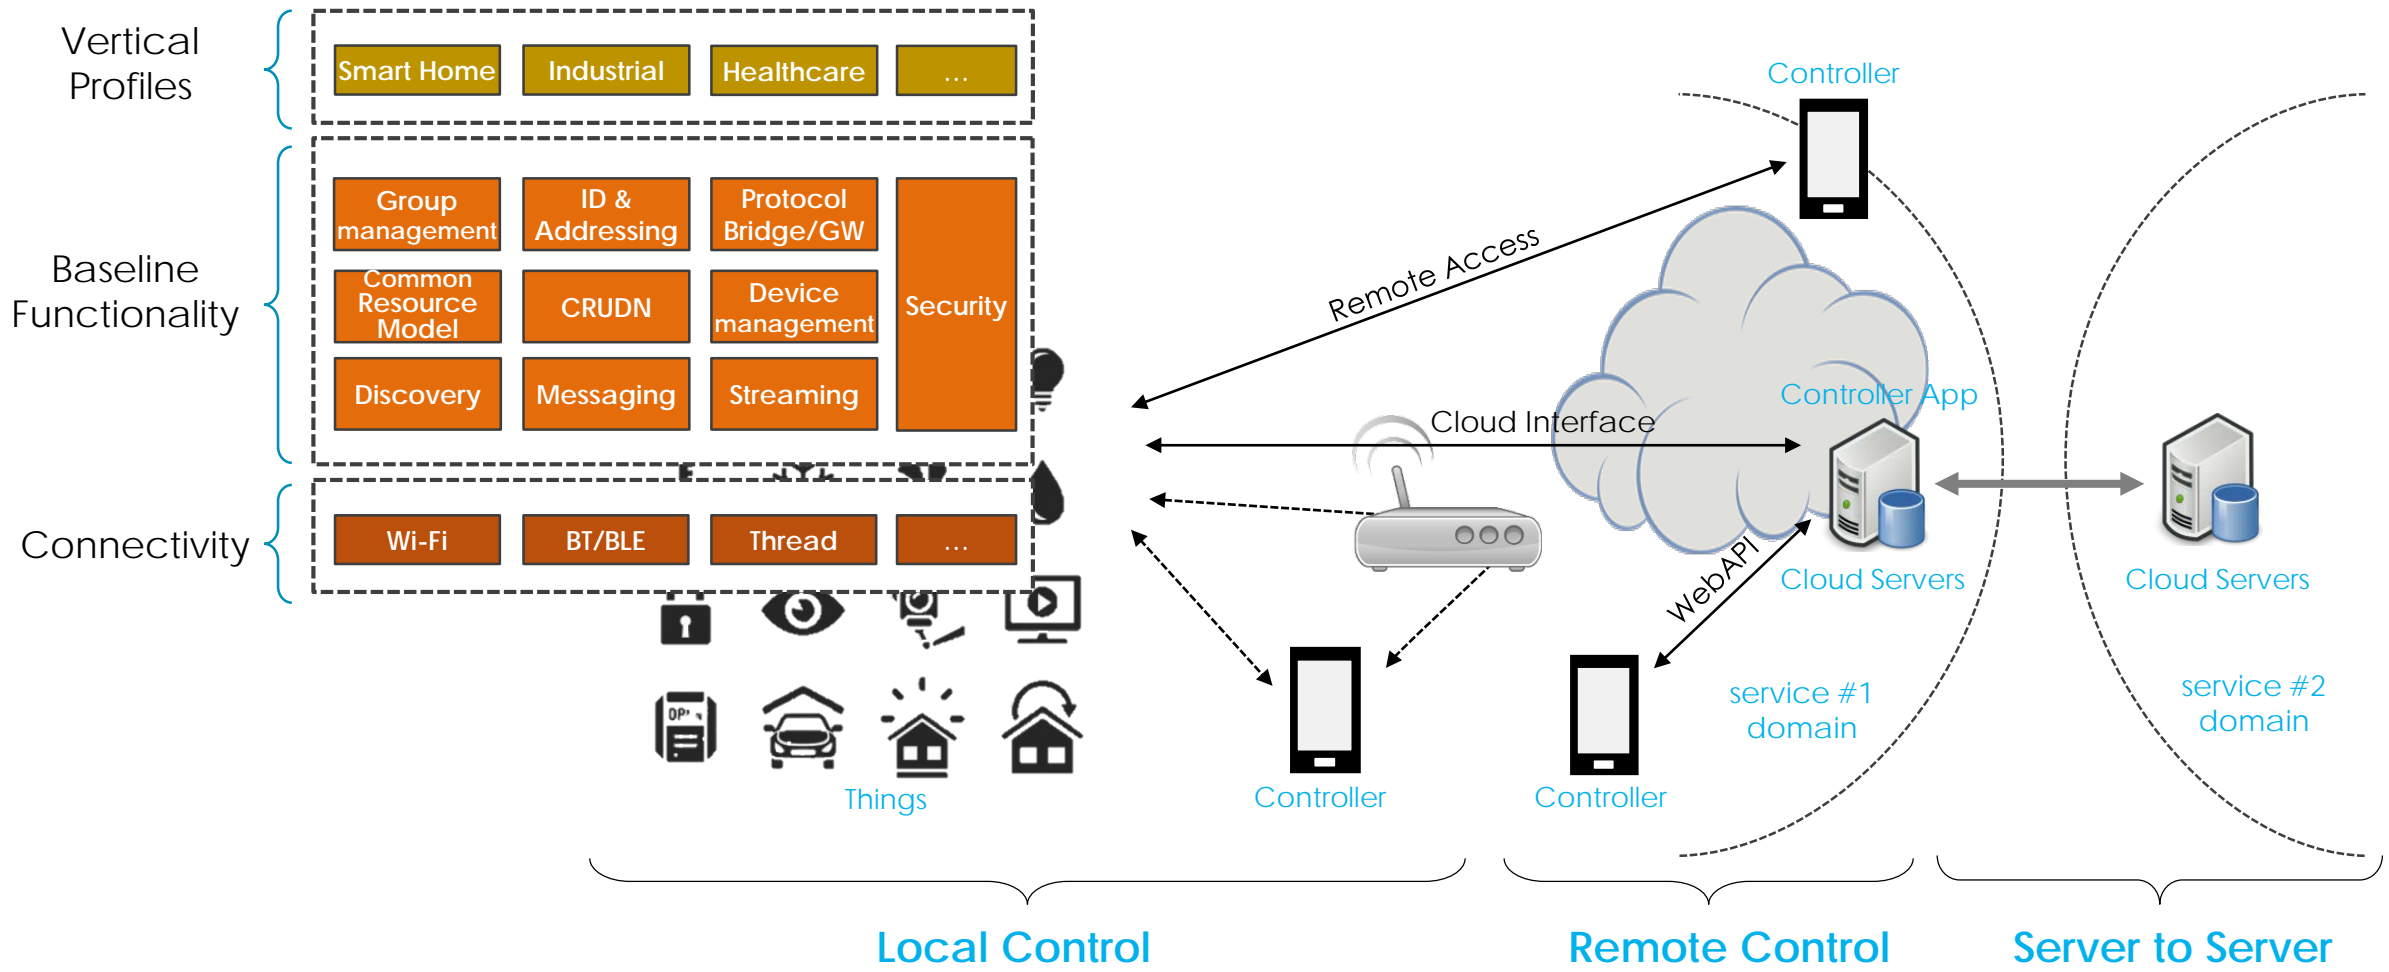 Vertical
Profiles
Smart Home
Industrial
Healthcare
...
Baseline
Functionality
Group
management
ID &
Addressing
Protocol
Bridge/GW
Common
Resource
Model
CRUDN
Device
management
Security
Discovery
Messaging
Streaming
Connectivity
Wi-Fi
BT/BLE
Thread
...
Things
Controller
Remote Access
Cloud Interface
Controller App
WebAPI
Cloud Servers
Cloud Servers
Controller
Controller
service #1
domain
service #2
domain
Local Control
Remote Control
Server to Server